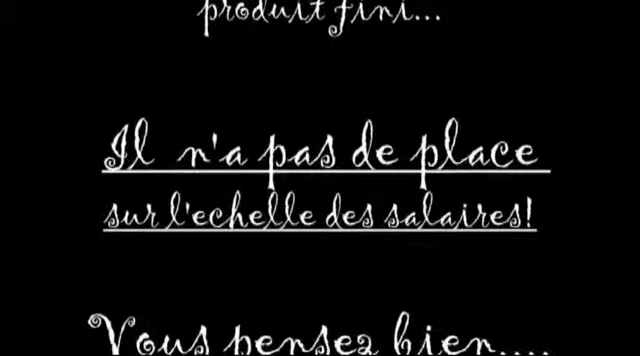 produit fini...
Il n'a pas de place
sur l'echelle des salaires!
Vous pensez bien....